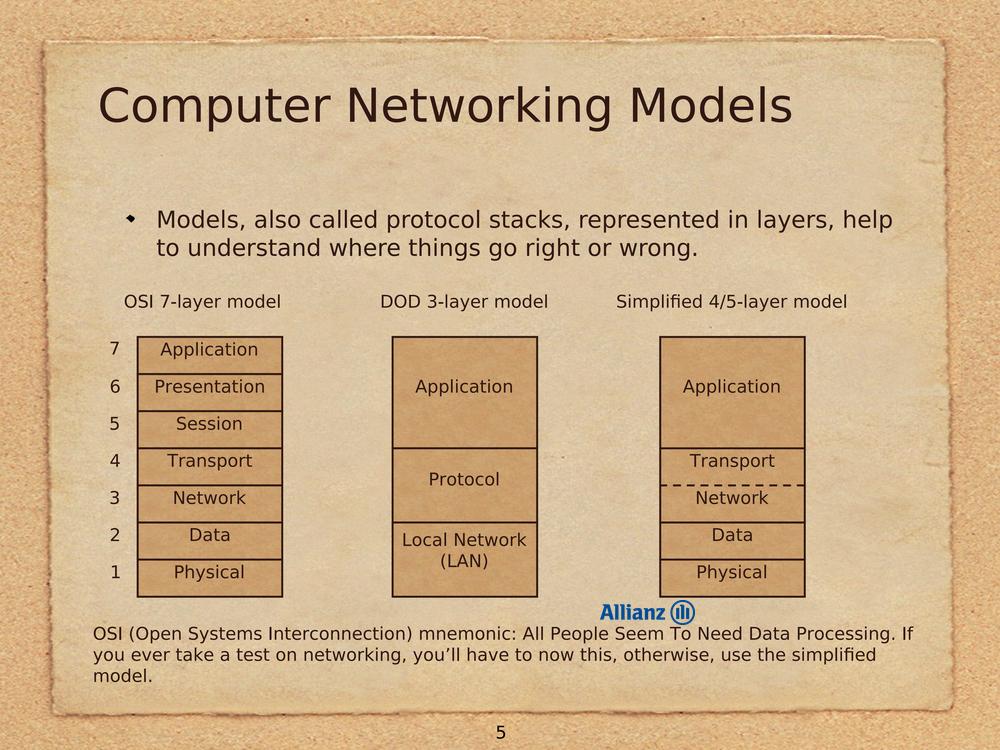 Computer Networking Models
Models, also called protocol stacks, represented in layers, help
to understand where things go right or wrong.
OSI 7-layer model
DOD 3-layer model
Simplified 4/5-layer model
7 Application
6 Presentation
5 Session
4 Transport
3 Network
2 Data
1 Physical
Application
Protocol
Local Network
(LAN)
Application
Transport
Network
Data
Physical
Allianz
OSI (Open Systems Interconnection) mnemonic: All People Seem To Need Data Processing. If
you ever take a test on networking, you’ll have to now this, otherwise, use the simplified
model.
5